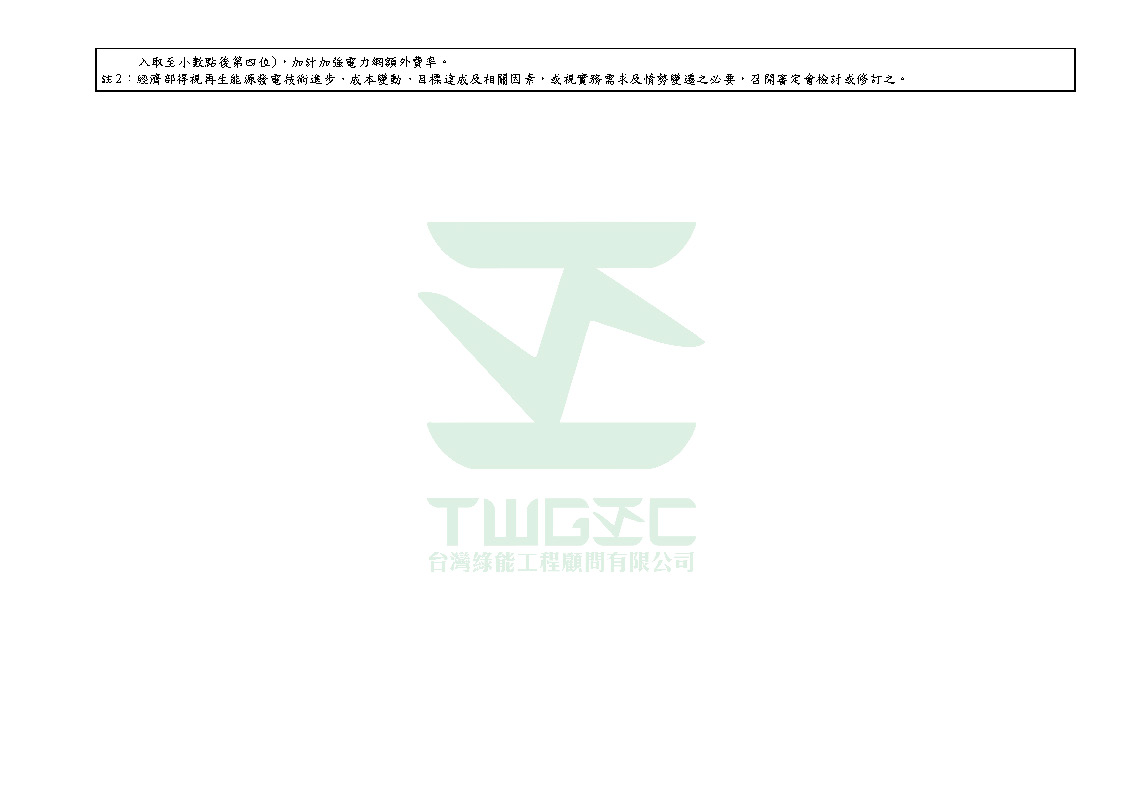 入取至小數點後第四位)，加計加強電力網額外費率。
註2：經濟部得視再生能源發電技術進步、成本變動、目標達成及相關因素，或視實務需求及情勢變遷之必要，召開審定會檢討或修訂之。
TWGIC
台灣綠能工程顧問有限公司